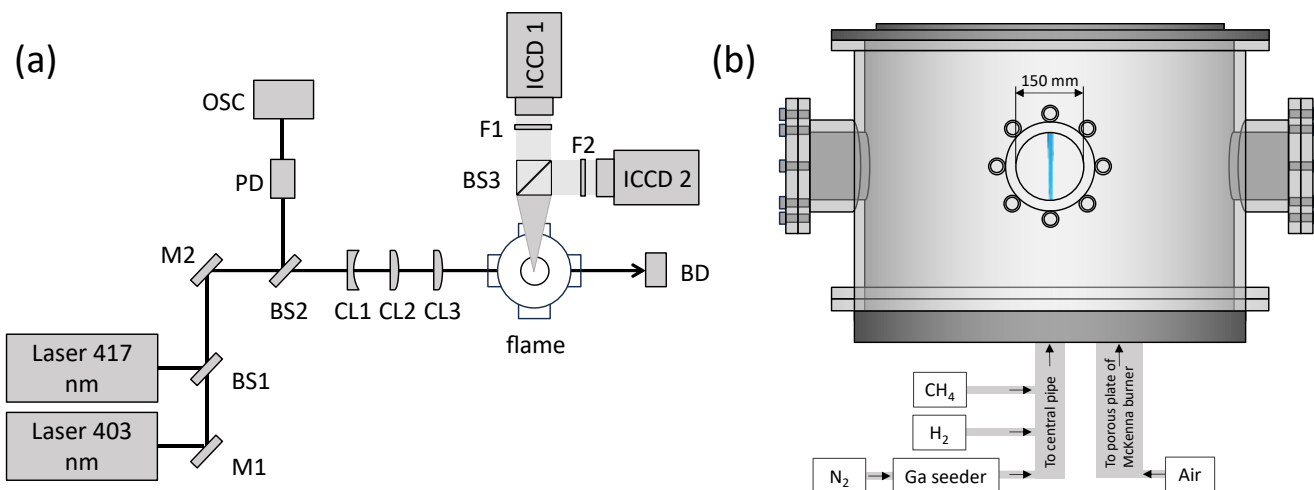 (a)
OSC
PD
M2
BS2
CL1 CL2 CL3
flame
BD
ICCD 1
F1
F2
BS3
ICCD 2
Laser 417
nm
BS1
Laser 403
nm
M1
(b)
150 mm
CH4
H2
N2
Ga seeder
To central pipe
To porous plate of
McKenna burner
Air